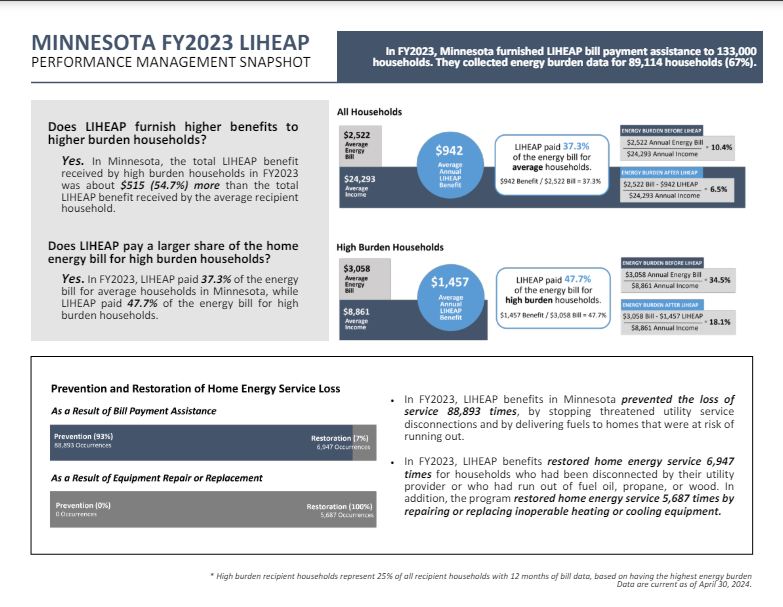 MINNESOTA FY2023 LIHEAP
PERFORMANCE MANAGEMENT SNAPSHOT
In FY2023, Minnesota furnished LIHEAP bill payment assistance to 133,000
households. They collected energy burden data for 89,114 households (67%).
Does LIHEAP furnish higher benefits to
higher burden households?
Yes. In Minnesota, the total LIHEAP benefit
received by high burden households in FY2023
was about $515 (54.7%) more than the total
LIHEAP benefit received by the average recipient
household.
Does LIHEAP pay a larger share of the home
energy bill for high burden households?
Yes. In FY2023, LIHEAP paid 37.3% of the energy
bill for average households in Minnesota, while
LIHEAP paid 47.7% of the energy bill for high
burden households.
All Households
$2,522
Average
Energy
Bill
$24,293
Average
Income
$942
Average
Annual
LIHEAP
Benefit
LIHEAP paid 37.3%
of the energy bill for
average households.
$942 Benefit / $2,522 Bill = 37.3%
ENERGY BURDEN BEFORE LIHEAP
$2,522 Annual Energy Bill
$24,293 Annual Income
= 10.4%
ENERGY BURDEN AFTER LIHEAP
$2,522 Bill - $942 LIHEAP
$24,293 Annual Income
= 6.5%
High Burden Households
$3,058
Average
Energy
Bill
$8,861
Average
Income
$1,457
Average
Annual
LIHEAP
Benefit
LIHEAP paid 47.7%
of the energy bill for
high burden households.
$1,457 Benefit / $3,058 Bill = 47.7%
ENERGY BURDEN BEFORE LIHEAP
$3,058 Annual Energy Bill
$8,861 Annual Income
= 34.5%
ENERGY BURDEN AFTER LIHEAP
$3,058 Bill - $1,457 LIHEAP
$8,861 Annual Income
= 18.1%
Prevention and Restoration of Home Energy Service Loss
As a Result of Bill Payment Assistance
Prevention (93%)
88,893 Occurrences
Restoration (7%)
6,947 Occurrences
As a Result of Equipment Repair or Replacement
Prevention (0%)
0 Occurrences
Restoration (100%)
5,687 Occurrences
• In FY2023, LIHEAP benefits in Minnesota prevented the loss of
service 88,893 times, by stopping threatened utility service
disconnections and by delivering fuels to homes that were at risk of
running out.
• In FY2023, LIHEAP benefits restored home energy service 6,947
times for households who had been disconnected by their utility
provider or who had run out of fuel oil, propane, or wood. In
addition, the program restored home energy service 5,687 times by
repairing or replacing inoperable heating or cooling equipment.
* High burden recipient households represent 25% of all recipient households with 12 months of bill data, based on having the highest energy burden
Data are current as of April 30, 2024.